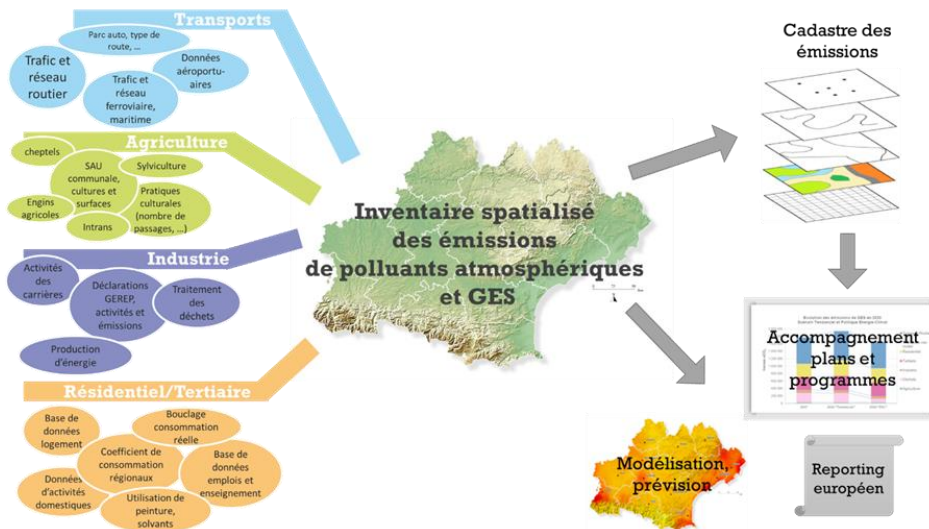 Transports
Parc auto, type de
route, ...
Trafic et
réseau
routier
Trafic et
réseau
ferroviaire,
maritime
Données
aéroportu-
aires
Agriculture
cheptels
SAU
communale,
cultures et
surfaces
Sylviculture
Engins
agricoles
Intrans
Pratiques
culturales
(nombre de
passages, ...)
Industrie
Activités
des
carrières
Déclarations
GEREP,
activités et
émissions
Traitement
des
déchets
Production
d'énergie
Résidentiel/Tertiaire
Base de
données
logement
Bouclage
consommation
réelle
Coefficient de
consommation
régionaux
Base de
données
emplois et
enseignement
Données
d'activités
domestiques
Utilisation de
peinture,
solvants
Inventaire spatialisé
des émissions
de polluants atmosphériques
et GES
Cadastre des
émissions
Accompagnement
plans et
programmes
Modélisation,
prévision
Reporting
européen